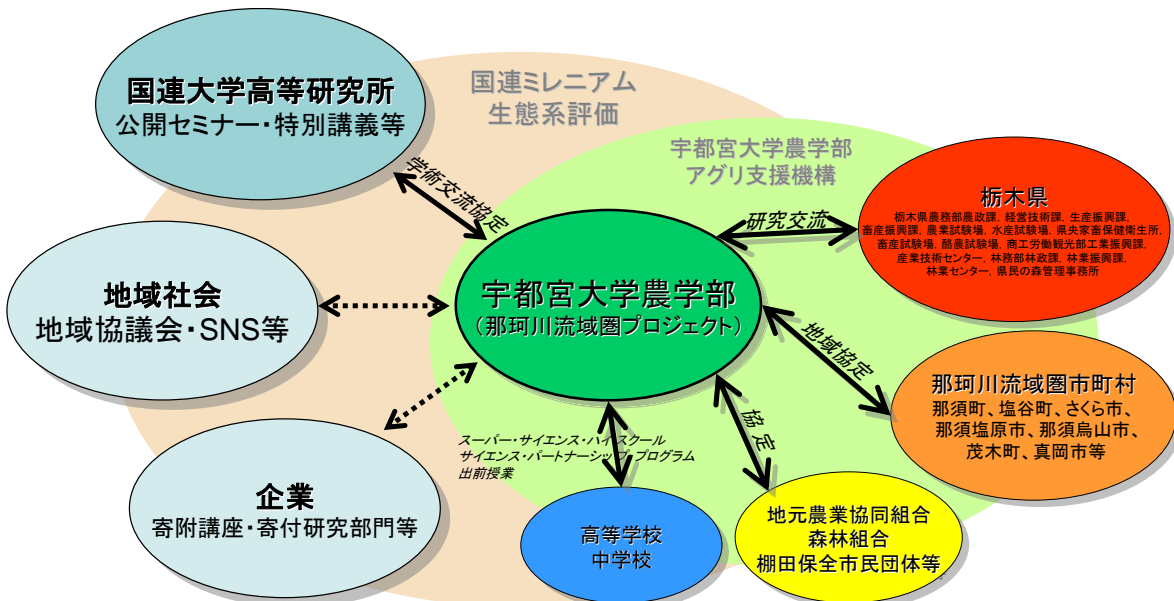 国連大学高等研究所
公開セミナー・特別講義等
国連ミレニアム
生態系評価
宇都宮大学農学部
アグリ支援機構
学術交流協定
研究交流
栃木県
栃木県農務部農政課, 経営技術課, 生産振興課,
畜産振興課, 農業試験場, 水産試験場, 県央家畜保健衛生所,
畜産試験場, 酪農試験場, 商工労働観光部工業振興課,
産業技術センター, 林務部林政課, 林業振興課,
林業センター, 県民の森管理事務所
地域社会
地域協議会・SNS等
宇都宮大学農学部
（那珂川流域圏プロジェクト）
地域協定
那珂川流域圏市町村
那須町、塩谷町、さくら市、
那須塩原市、那須烏山市、
茂木町、真岡市等
協定
スーパー・サイエンス・ハイスクール
サイエンス・パートナーシップ・プログラム
出前授業
企業
寄附講座・寄付研究部門等
高等学校
中学校
地元農業協同組合
森林組合
棚田保全市民団体等